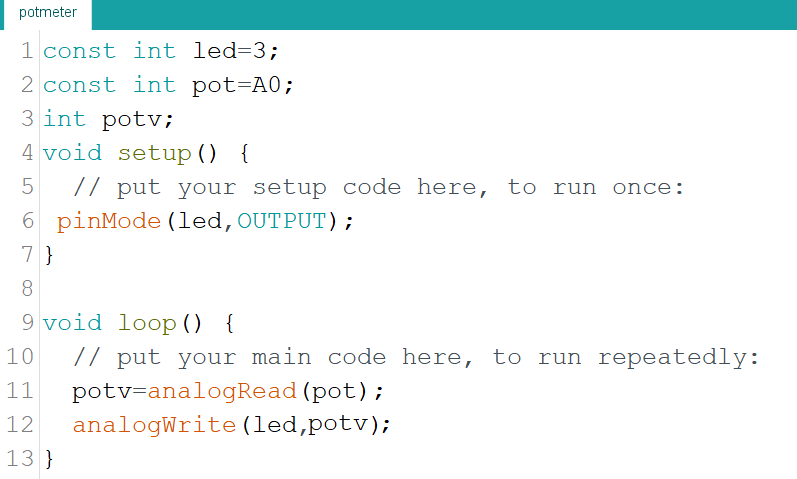 potmeter
1 const int led=3;
2 const int pot=A0;
3 int potv;
4 void setup() {
5   // put your setup code here, to run once:
6  pinMode(led,OUTPUT);
7 }
8
9 void loop() {
10   // put your main code here, to run repeatedly:
11   potv=analogRead(pot);
12   analogWrite(led,potv);
13 }